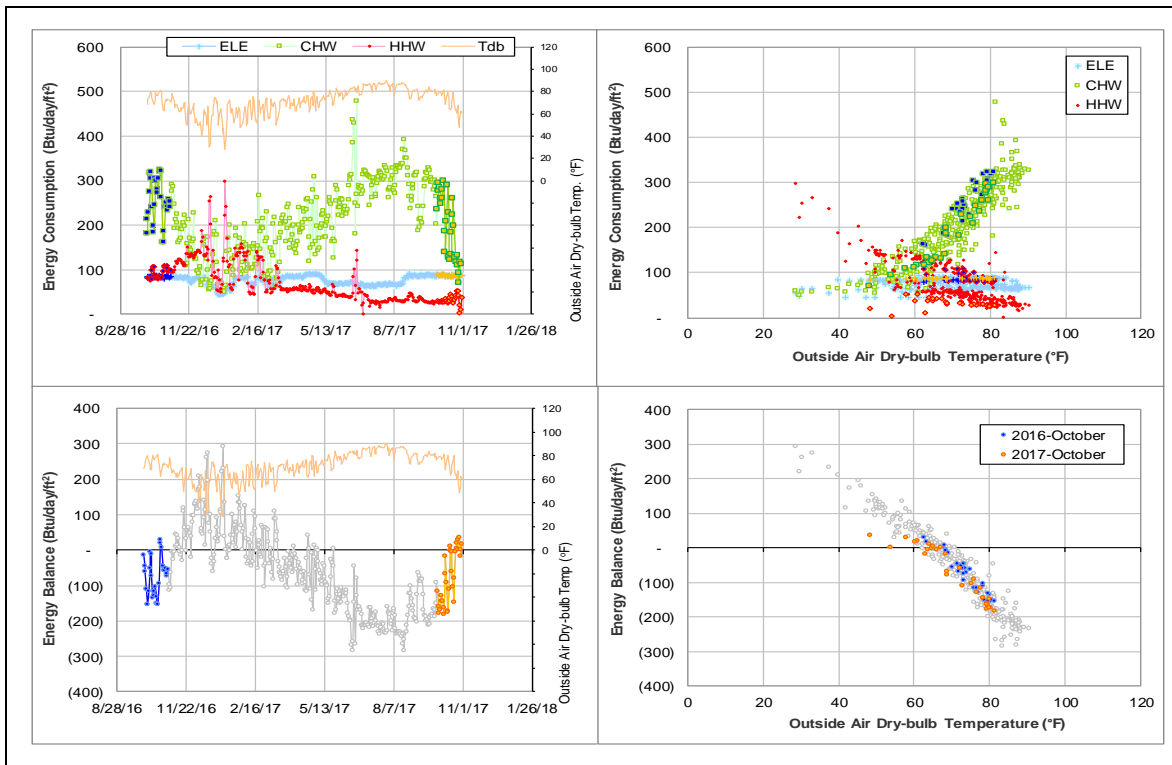 ELE CHW HHW Tdb
600
500
400
300
200
100
-
120
100
80
60
40
20
0
Energy Consumption (Btu/day/ft²)
Outside Air Dry-bulb Temp. (°F)
8/28/16 11/22/16 2/16/17 5/13/17 8/7/17 11/1/17 1/26/18
ELE
CHW
HHW
600
500
400
300
200
100
-
Energy Consumption (Btu/day/ft²)
0 20 40 60 80 100 120
Outside Air Dry-bulb Temperature (°F)
400
300
200
100
-
(100)
(200)
(300)
(400)
120
100
80
60
40
20
0
Energy Balance (Btu/day/ft²)
Outside Air Dry-bulb Temp (°F)
8/28/16 11/22/16 2/16/17 5/13/17 8/7/17 11/1/17 1/26/18
2016-October
2017-October
400
300
200
100
-
(100)
(200)
(300)
(400)
Energy Balance (Btu/day/ft²)
0 20 40 60 80 100 120
Outside Air Dry-bulb Temperature (°F)